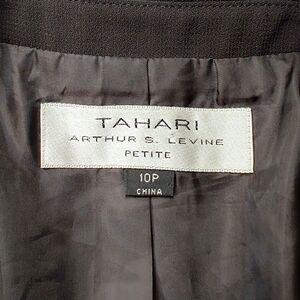 TAHARI
ARTHUR S. LEVINE
PETITE
10P
CHINA